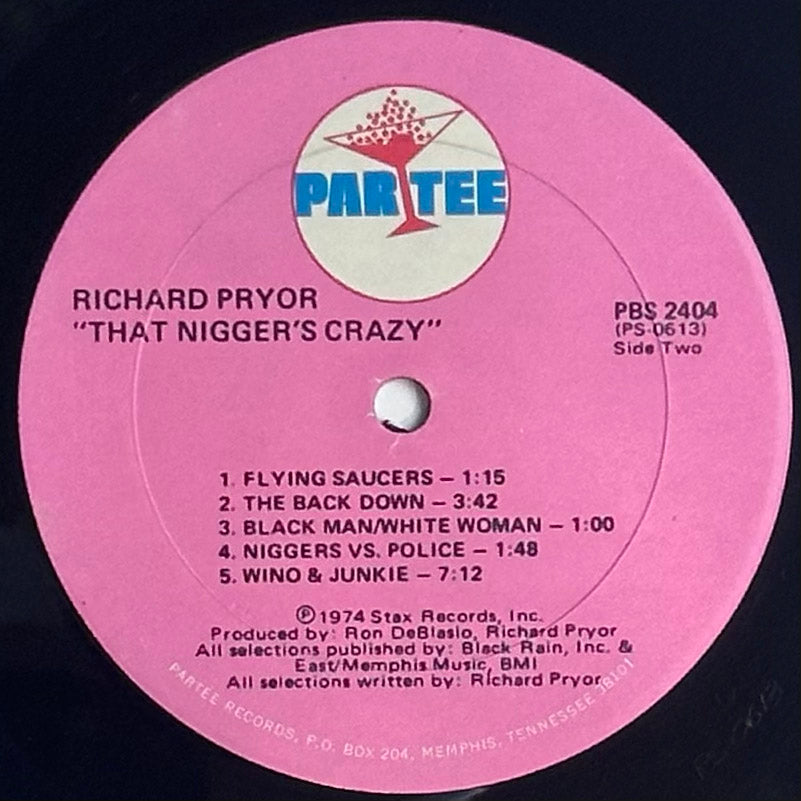 PARTEE
RICHARD PRYOR
"THAT NIGGER'S CRAZY"
PBS 2404
(PS-0613)
Side Two
1. FLYING SAUCERS – 1:15
2. THE BACK DOWN – 3:42
3. BLACK MAN/WHITE WOMAN – 1:00
4. NIGGERS VS. POLICE – 1:48
5. WINO & JUNKIE – 7:12
Ⓟ1974 Stax Records, Inc.
Produced by: Ron DeBlasio, Richard Pryor
All selections published by: Black Rain, Inc. &
East/Memphis Music, BMI
All selections written by: Richard Pryor
PARTEE RECORDS, P.O. BOX 204, MEMPHIS, TENNESSEE 38101